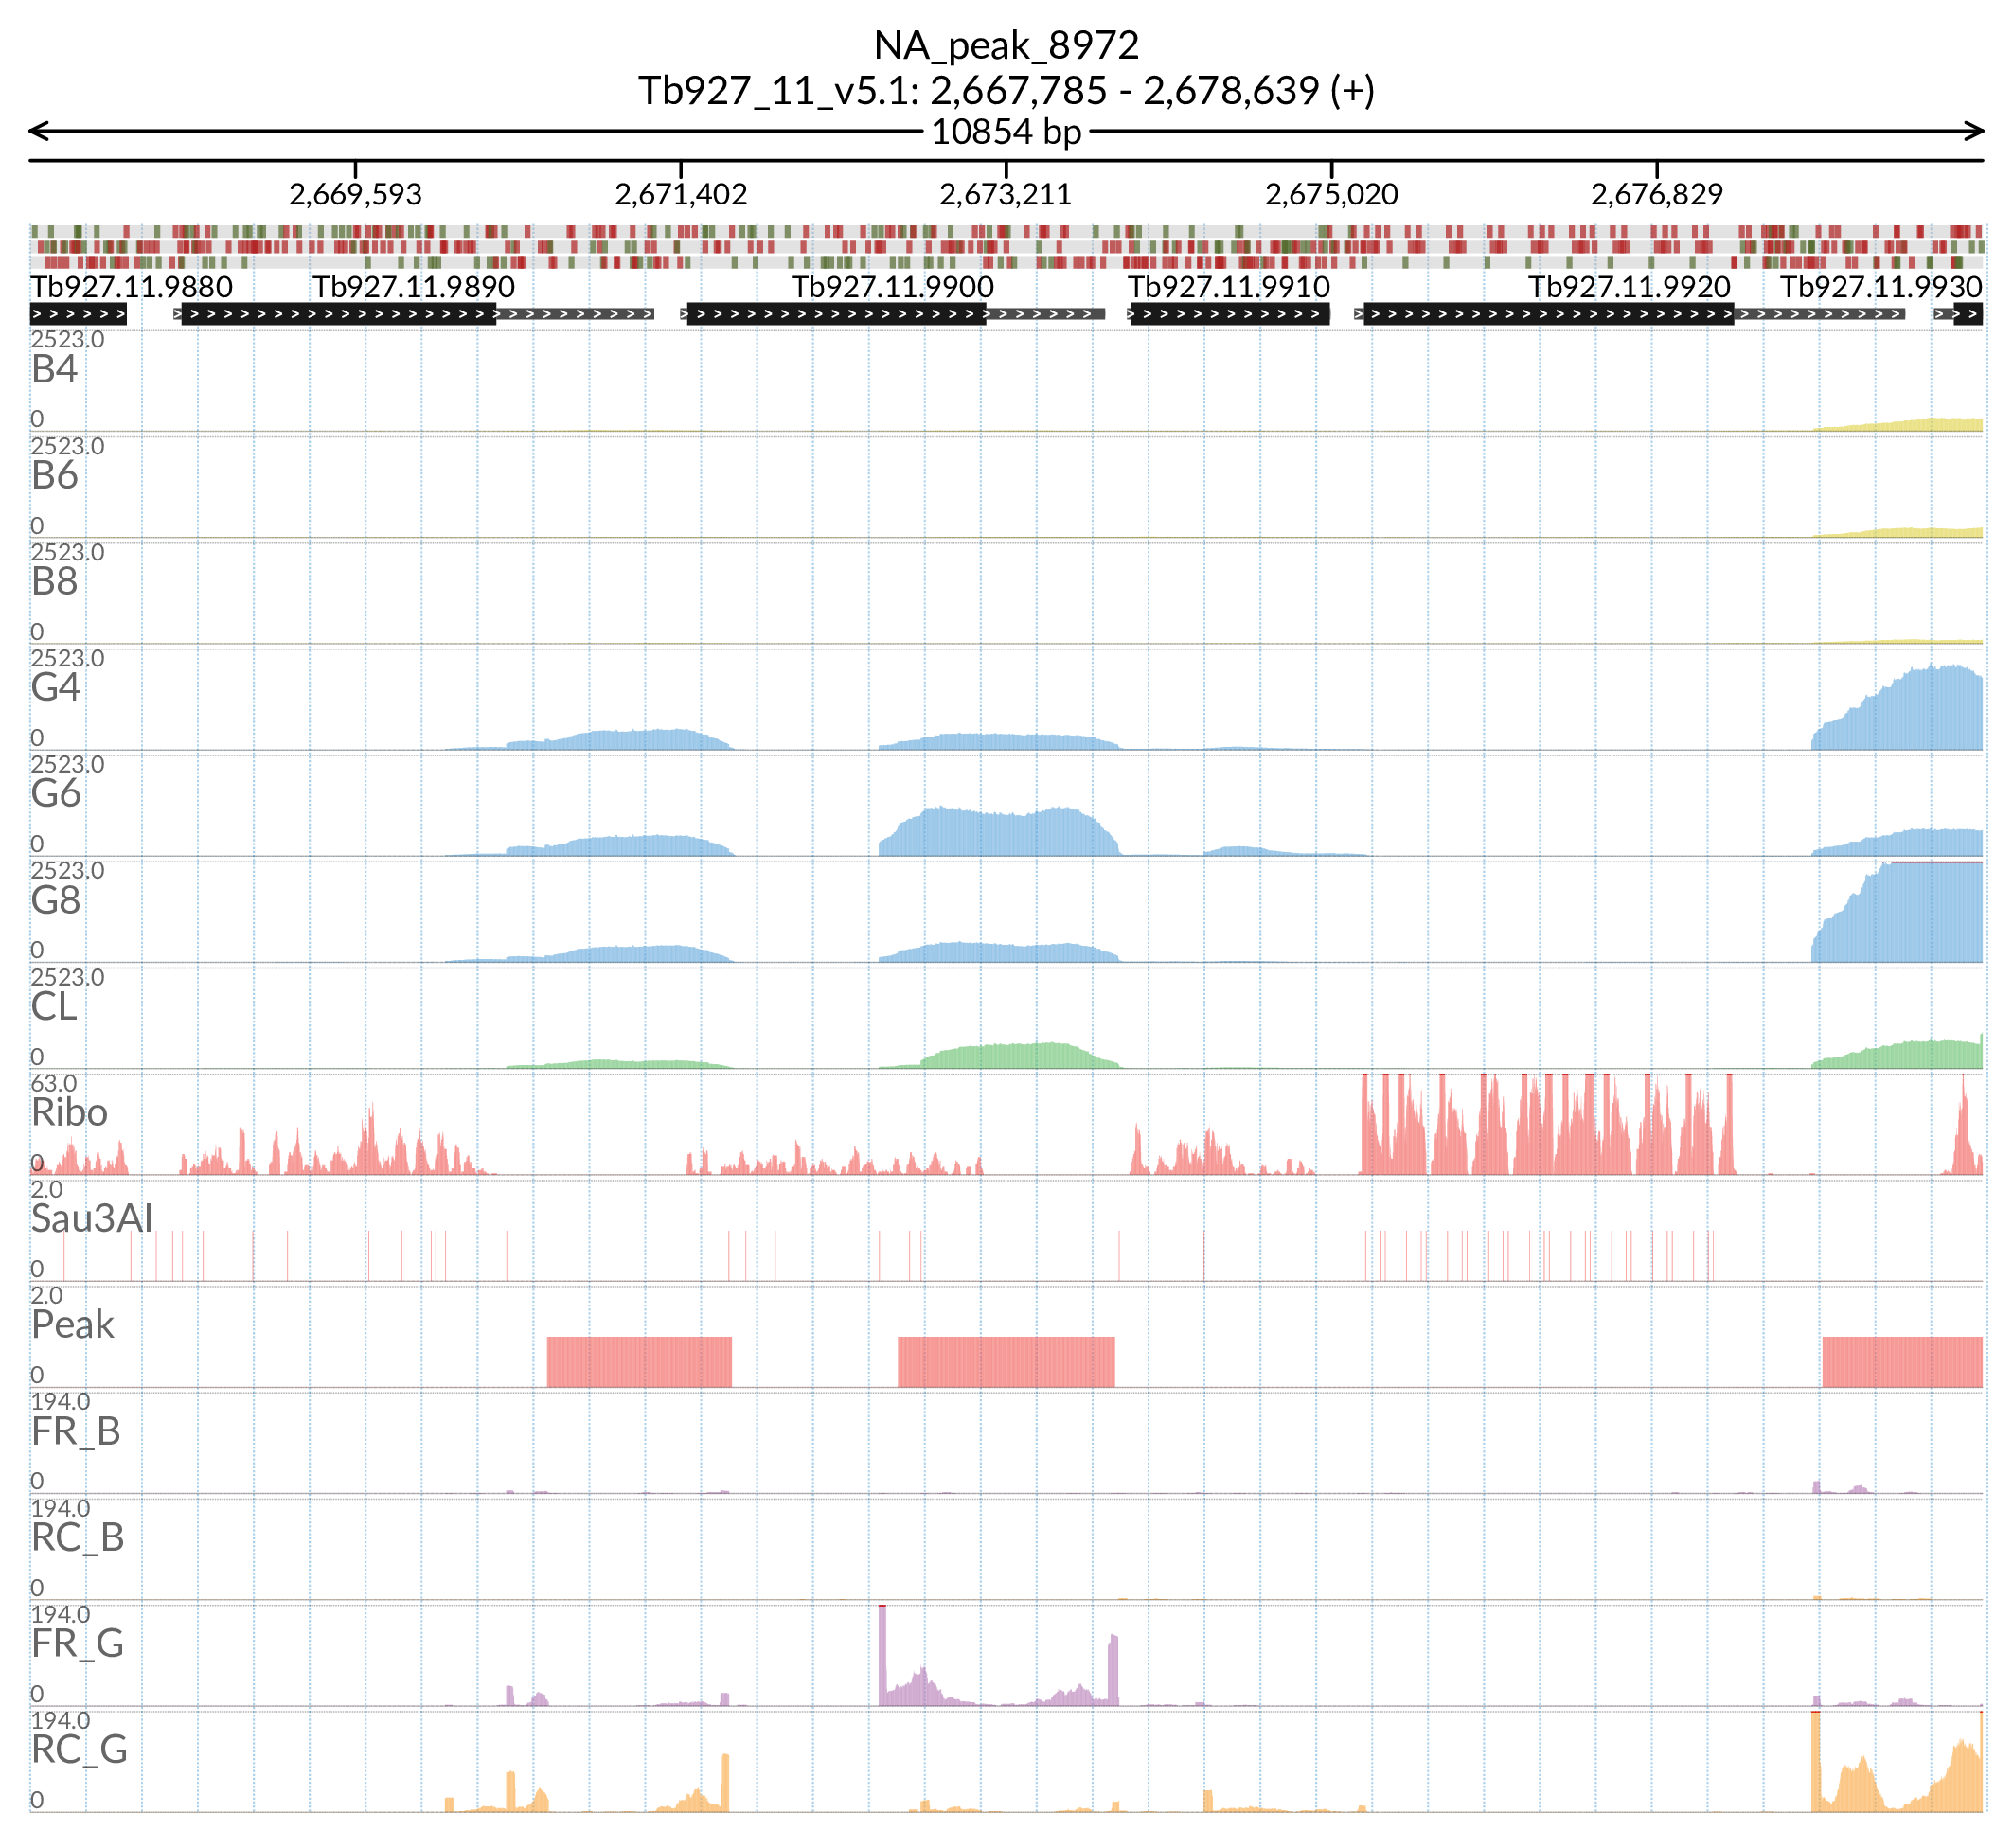 NA_peak_8972
Tb927_11_v5.1: 2,667,785 - 2,678,639 (+)
10854 bp
2,669,593 2,671,402 2,673,211 2,675,020 2,676,829
Tb927.11.9880 Tb927.11.9890 Tb927.11.9900 Tb927.11.9910 Tb927.11.9920 Tb927.11.9930
2523.0
B4
0
2523.0
B6
0
2523.0
B8
0
2523.0
G4
0
2523.0
G6
0
2523.0
G8
0
2523.0
CL
0
63.0
Ribo
0
2.0
Sau3AI
0
2.0
Peak
0
194.0
FR_B
0
194.0
RC_B
0
194.0
FR_G
0
194.0
RC_G
0